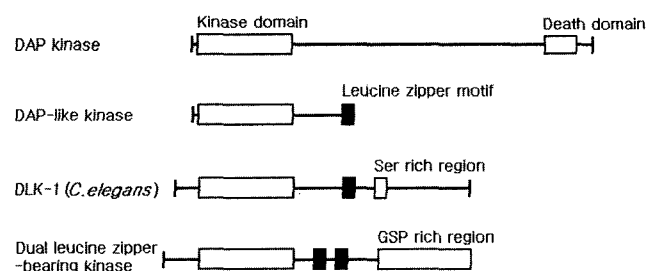 Kinase domain
Death domain
DAP kinase
Leucine zipper motif
DAP-like kinase
Ser rich region
DLK-1 (C.elegans)
GSP rich region
Dual leucine zipper
-bearing kinase